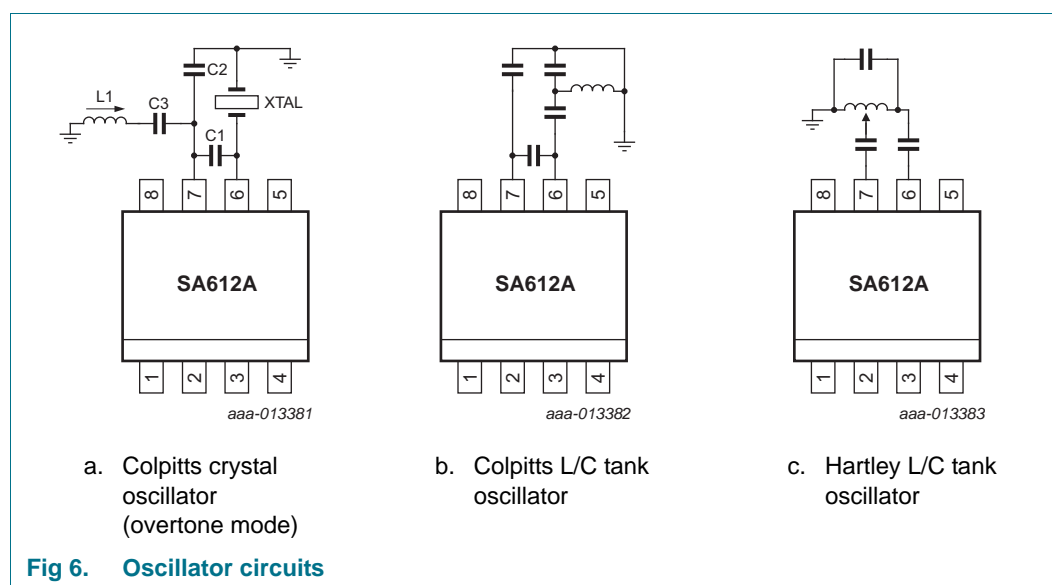 C2
L1
C3
XTAL
C1
8 7 6 5
SA612A
1 2 3 4
aaa-013381
8 7 6 5
SA612A
1 2 3 4
aaa-013382
8 7 6 5
SA612A
1 2 3 4
aaa-013383
a. Colpitts crystal
oscillator
(overtone mode)
b. Colpitts L/C tank
oscillator
c. Hartley L/C tank
oscillator
Fig 6. Oscillator circuits